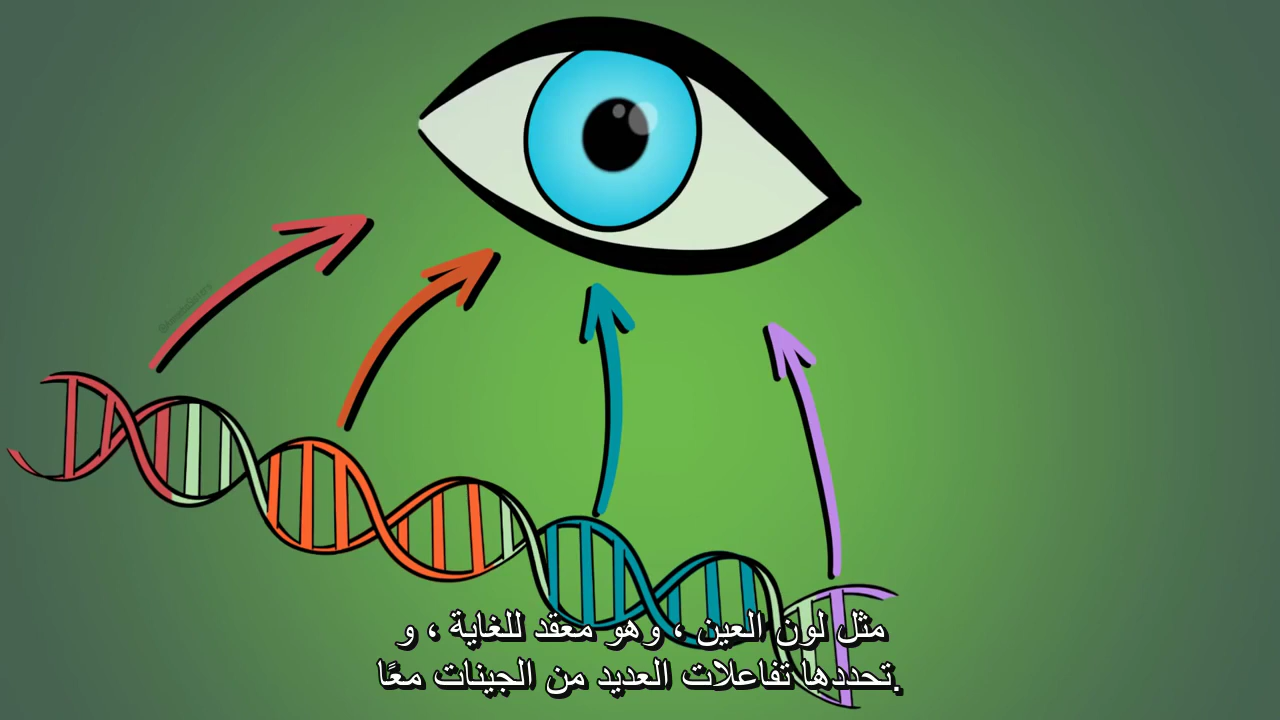 مثل لون العين ، وهو معقد للغاية ، و
تحددها تفاعلات العديد من الجينات معًا.